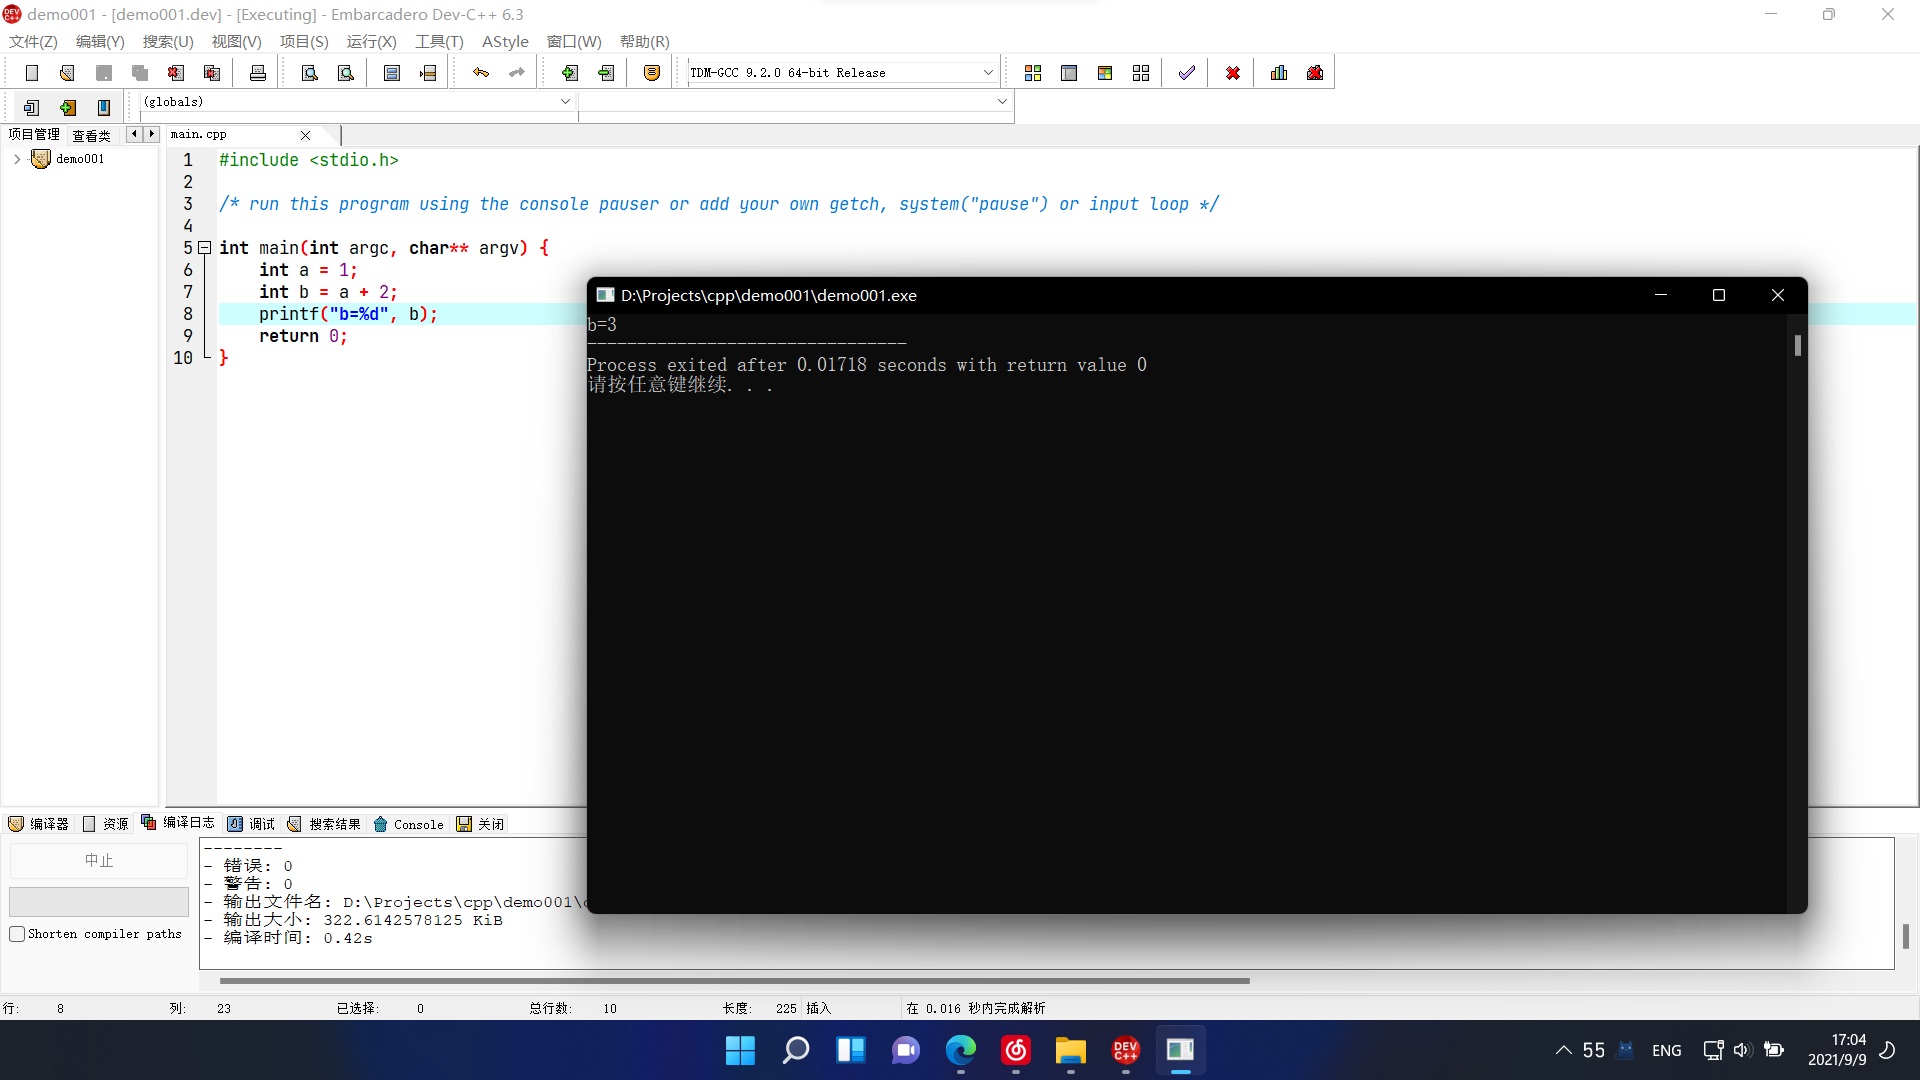 demo001 - [demo001.dev] - [Executing] - Embarcadero Dev-C++ 6.3
文件(Z) 编辑(Y) 搜索(U) 视图(V) 项目(S) 运行(X) 工具(T) AStyle 窗口(W) 帮助(R)
TDM-GCC 9.2.0 64-bit Release
(globals)
项目管理 查看类 main.cpp
demo001
1 #include <stdio.h>
2
3 /* run this program using the console pauser or add your own getch, system("pause") or input loop */
4
5 int main(int argc, char** argv) {
6 int a = 1;
7 int b = a + 2;
8 printf("b=%d", b);
9 return 0;
10 }
D:\Projects\cpp\demo001\demo001.exe
b=3
--------------------------------
Process exited after 0.01718 seconds with return value 0
请按任意键继续. . .
编译器 资源 编译日志 调试 搜索结果 Console 关闭
中止
Shorten compiler paths
--------
- 错误: 0
- 警告: 0
- 输出文件名: D:\Projects\cpp\demo001\
- 输出大小: 322.6142578125 KiB
- 编译时间: 0.42s
行: 8 列: 23 已选择: 0 总行数: 10 长度: 225 插入 在 0.016 秒内完成解析
DEV C++
55 ENG 17:04
2021/9/9